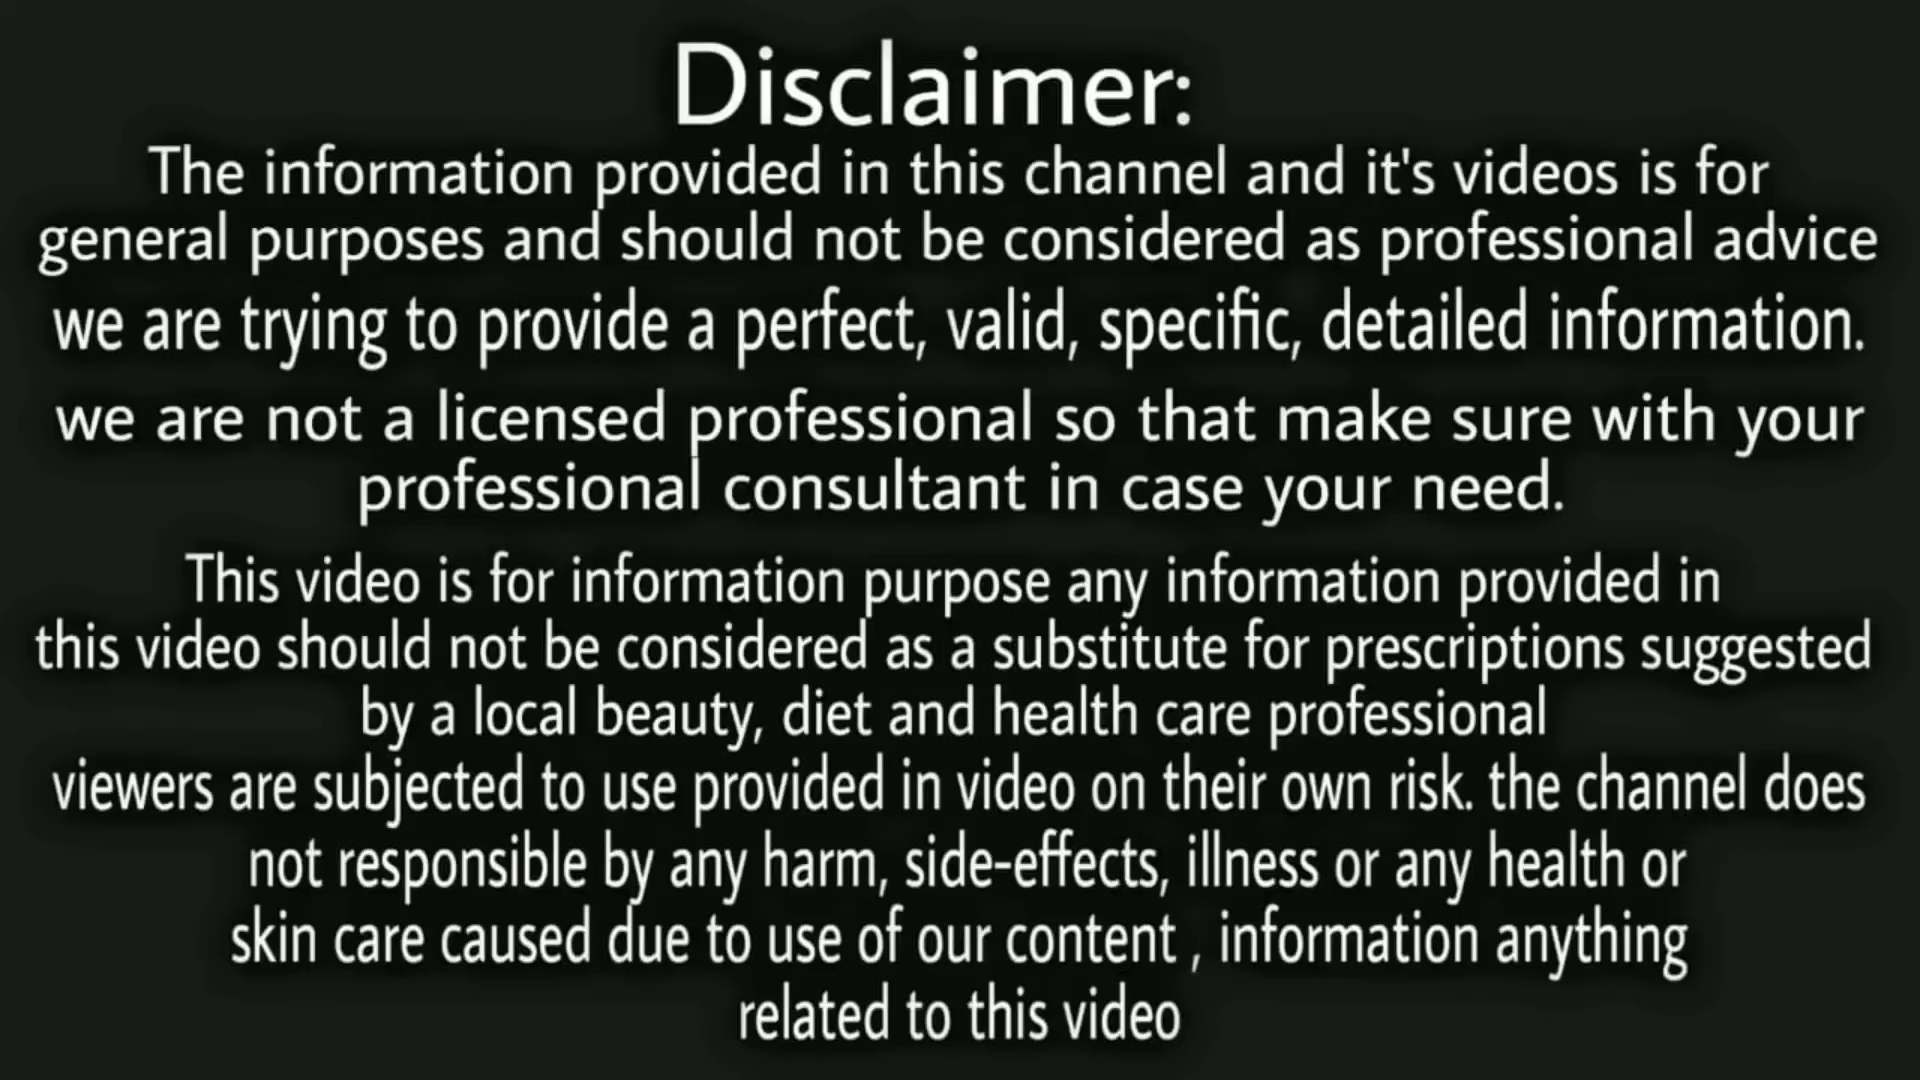 Disclaimer:
The information provided in this channel and it's videos is for
general purposes and should not be considered as professional advice
we are trying to provide a perfect, valid, specific, detailed information.
we are not a licensed professional so that make sure with your
professional consultant in case your need.
This video is for information purpose any information provided in
this video should not be considered as a substitute for prescriptions suggested
by a local beauty, diet and health care professional
viewers are subjected to use provided in video on their own risk. the channel does
not responsible by any harm, side-effects, illness or any health or
skin care caused due to use of our content , information anything
related to this video